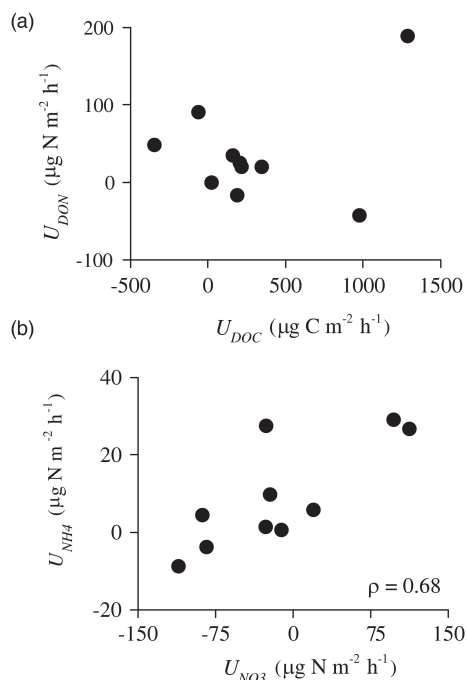 (a)
200
100
0
-100
U_DON (µg N m⁻² h⁻¹)
-500 0 500 1000 1500
U_DOC (µg C m⁻² h⁻¹)
(b)
40
20
0
-20
U_NH4 (µg N m⁻² h⁻¹)
ρ = 0.68
-150 -75 0 75 150
U_NO3 (µg N m⁻² h⁻¹)